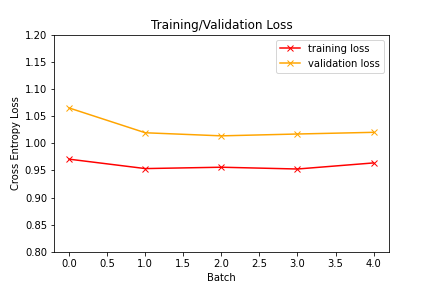 Training/Validation Loss
training loss
validation loss
Cross Entropy Loss
1.20
1.15
1.10
1.05
1.00
0.95
0.90
0.85
0.80
0.0 0.5 1.0 1.5 2.0 2.5 3.0 3.5 4.0
Batch